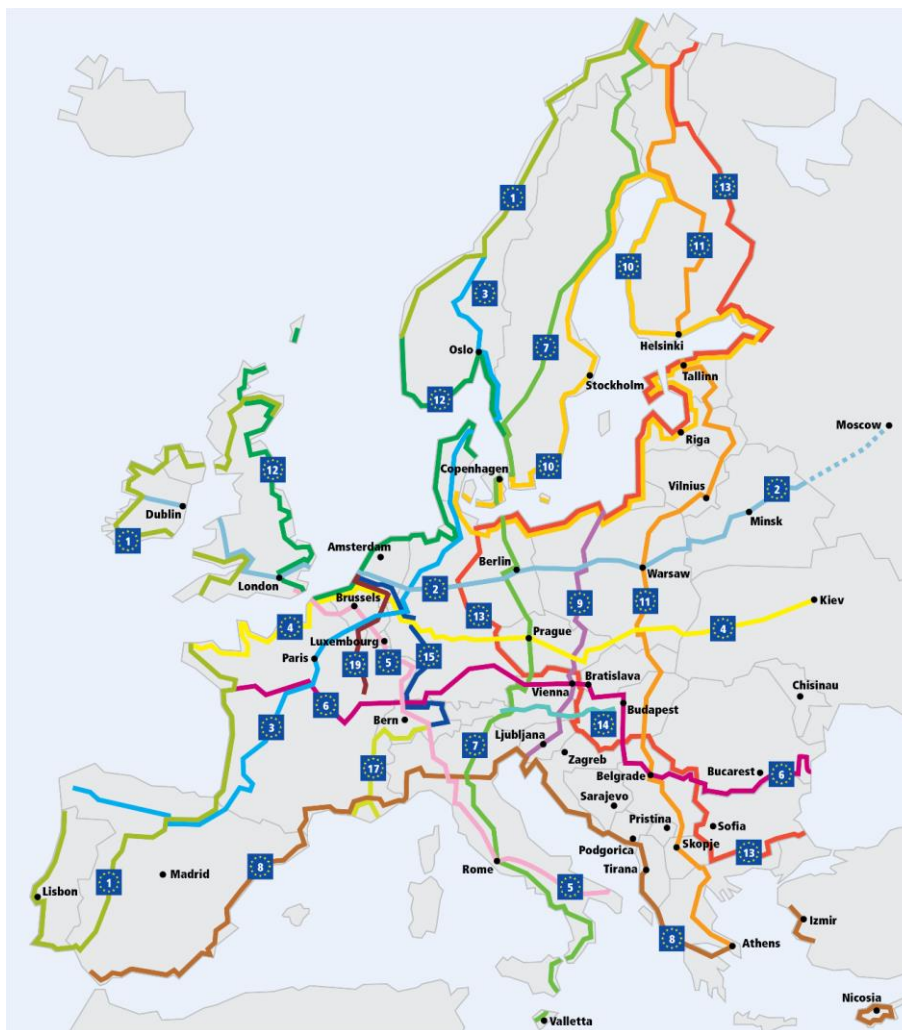 1
13
11
10
3
Oslo
7
Helsinki
Stockholm
Tallinn
12
Moscow
Riga
12
Copenhagen
10
2
Vilnius
Dublin
Minsk
1
Amsterdam
Berlin
Warsaw
London
2
Brussels
9
11
Kiev
13
4
4
Prague
Luxembourg
Paris
19
5
15
Vienna
Bratislava
Chisinau
6
Budapest
Bern
3
14
7
Ljubljana
Zagreb
17
Belgrade
Bucarest
6
Sarajevo
Pristina
Sofia
Podgorica
Skopje
13
8
Rome
Tirana
Madrid
1
5
Lisbon
Izmir
8
Athens
Nicosia
Valletta